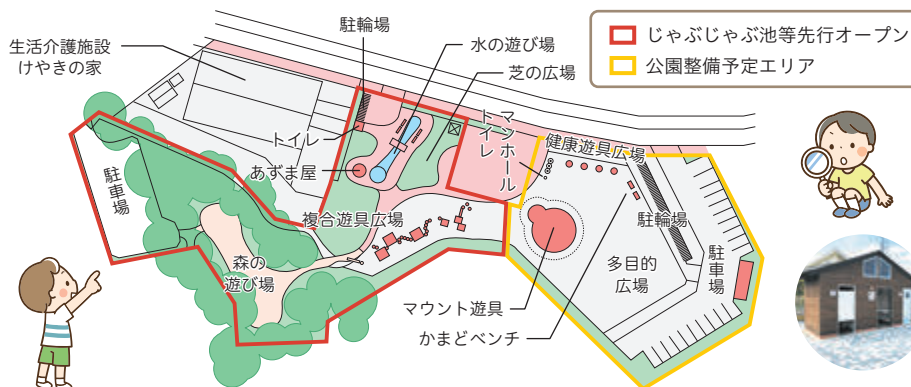 じゃぶじゃぶ池等先行オープン
公園整備予定エリア
駐輪場
生活介護施設
けやきの家
水の遊び場
芝の広場
トイレ
あずま屋
マンホール
トイレ
健康遊具広場
駐車場
複合遊具広場
駐輪場
森の
遊び場
多目的
広場
駐車場
マウント遊具
かまどベンチ